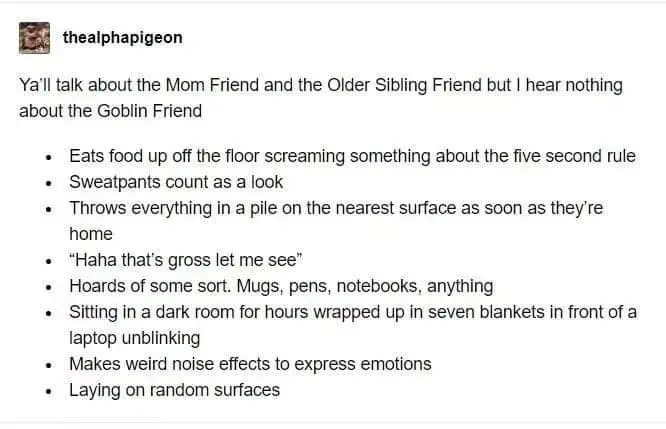 thealphapigeon
Ya'll talk about the Mom Friend and the Older Sibling Friend but I hear nothing
about the Goblin Friend
• Eats food up off the floor screaming something about the five second rule
• Sweatpants count as a look
• Throws everything in a pile on the nearest surface as soon as they're
home
• “Haha that's gross let me see”
• Hoards of some sort. Mugs, pens, notebooks, anything
• Sitting in a dark room for hours wrapped up in seven blankets in front of a
laptop unblinking
• Makes weird noise effects to express emotions
• Laying on random surfaces